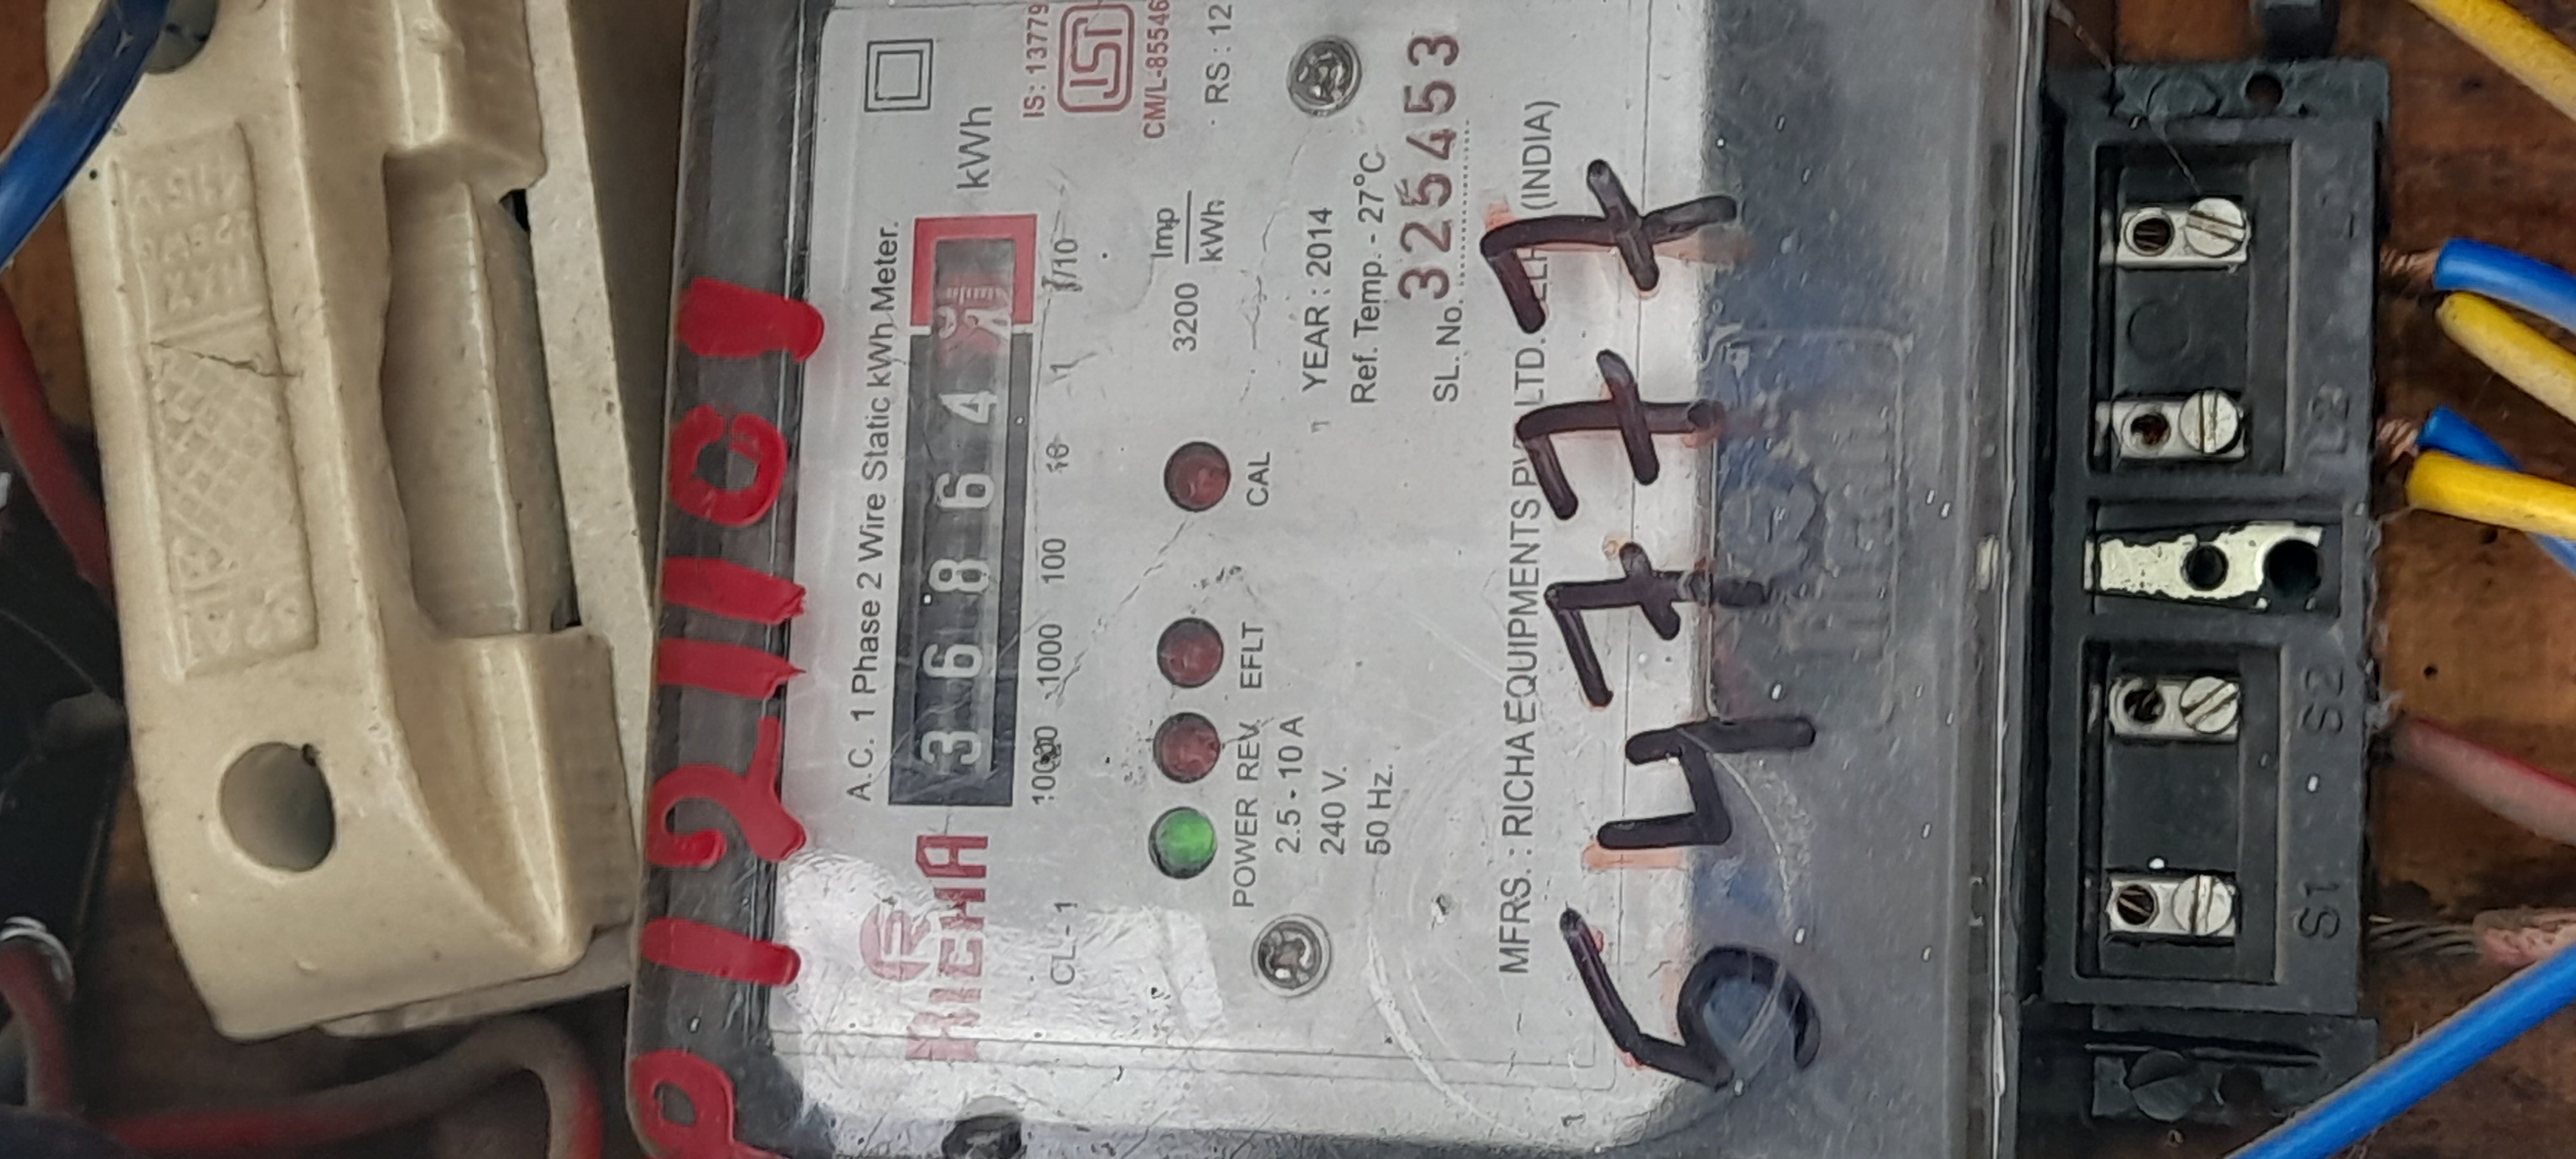 A.C. 1 Phase 2 Wire Static kWh Meter.
RICHA
3 6 8 6 4
kWh
10000 1000 100 10 1 1/10
CL- 1
IS : 13779
ISI
CM/L-85546
RS : 12
3200 Imp/kWh
POWER REV. EFLT CAL
2.5 - 10 A
240 V.
50 Hz.
YEAR : 2014
Ref. Temp. - 27°C
SL. No. 325453
MFRS. : RICHA EQUIPMENTS LTD. (INDIA)
S1 S2